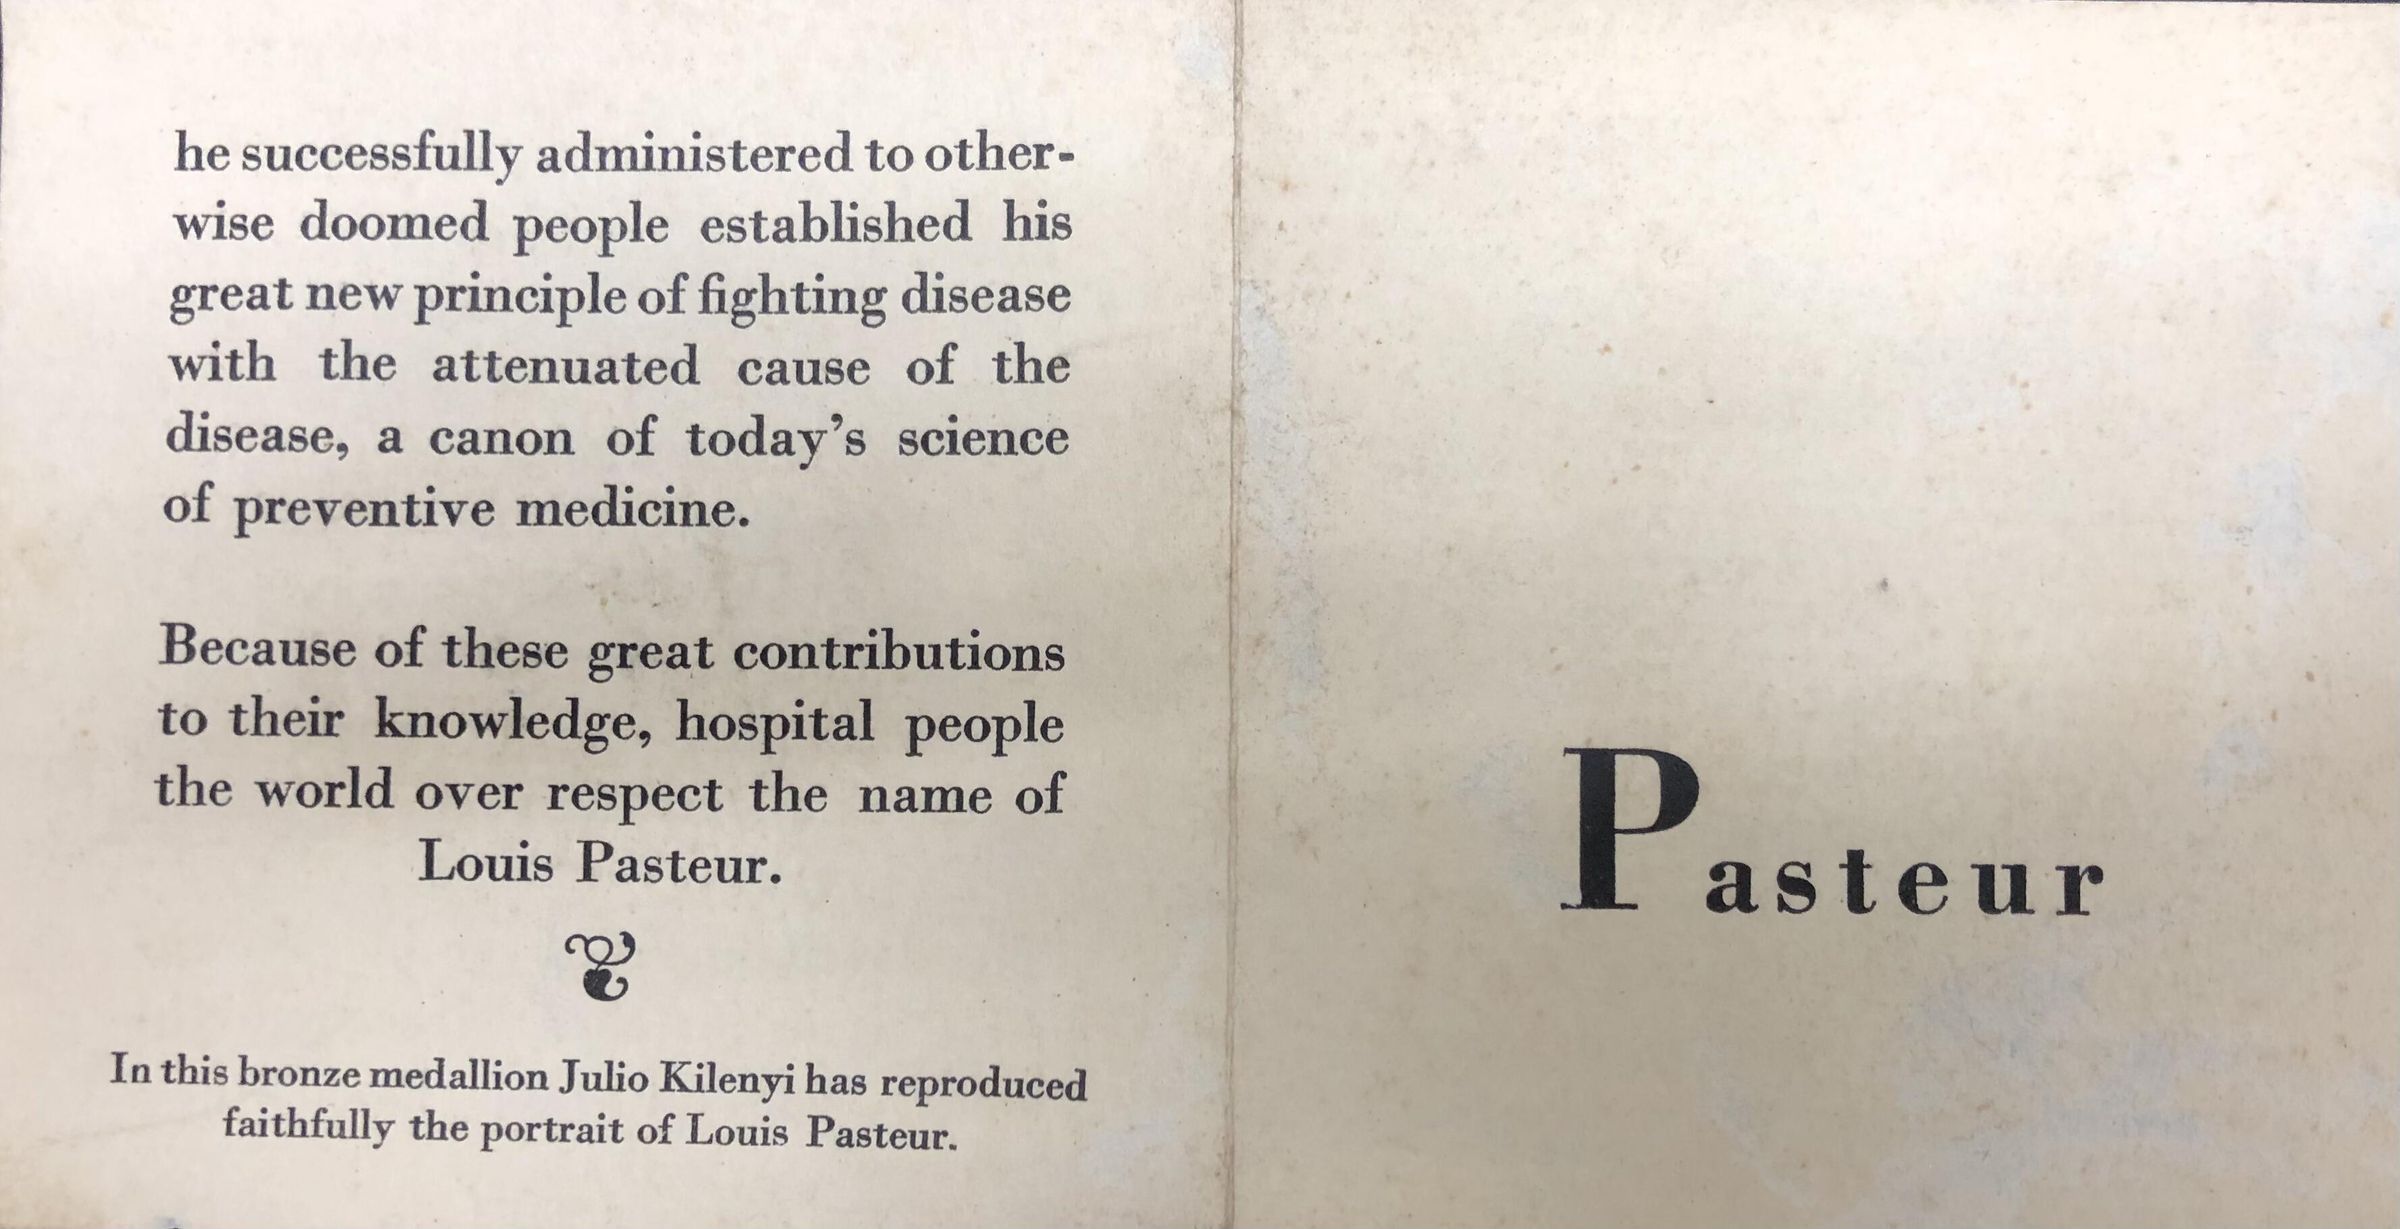 he successfully administered to other-
wise doomed people established his
great new principle of fighting disease
with the attenuated cause of the
disease, a canon of today's science
of preventive medicine.
Because of these great contributions
to their knowledge, hospital people
the world over respect the name of
Louis Pasteur.
In this bronze medallion Julio Kilenyi has reproduced
faithfully the portrait of Louis Pasteur.
Pasteur